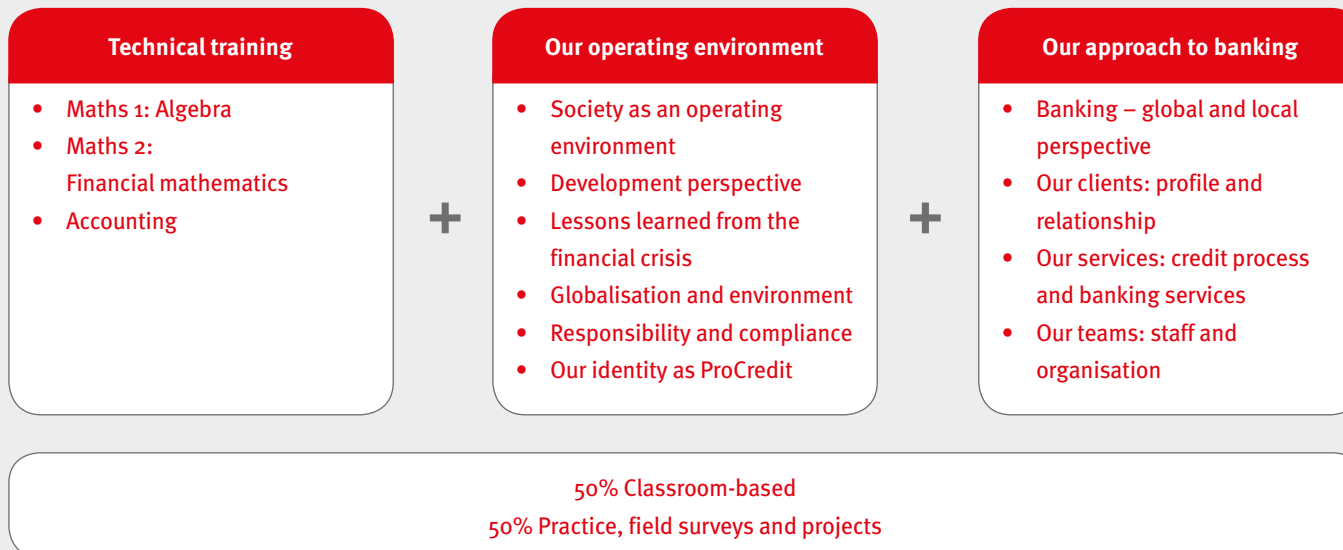 Technical training
• Maths 1: Algebra
• Maths 2:
Financial mathematics
• Accounting
+
Our operating environment
• Society as an operating
environment
• Development perspective
• Lessons learned from the
financial crisis
• Globalisation and environment
• Responsibility and compliance
• Our identity as ProCredit
+
Our approach to banking
• Banking – global and local
perspective
• Our clients: profile and
relationship
• Our services: credit process
and banking services
• Our teams: staff and
organisation
50% Classroom-based
50% Practice, field surveys and projects